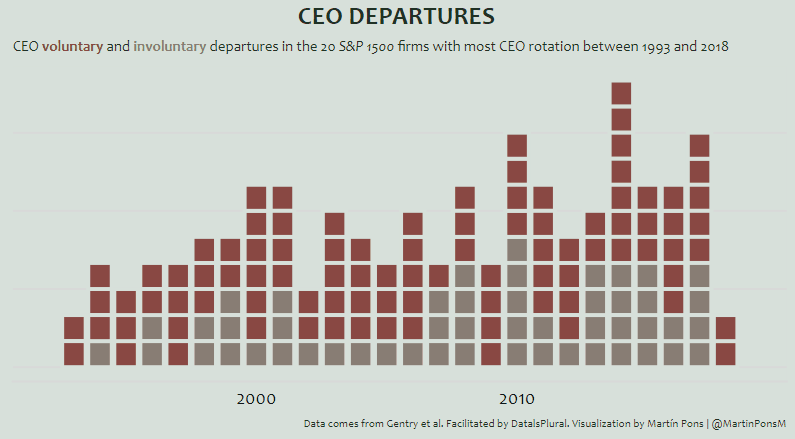 CEO DEPARTURES
CEO voluntary and involuntary departures in the 20 S&P 1500 firms with most CEO rotation between 1993 and 2018
2000 2010
Data comes from Gentry et al. Facilitated by DataIsPlural. Visualization by Martín Pons | @MartinPonsM